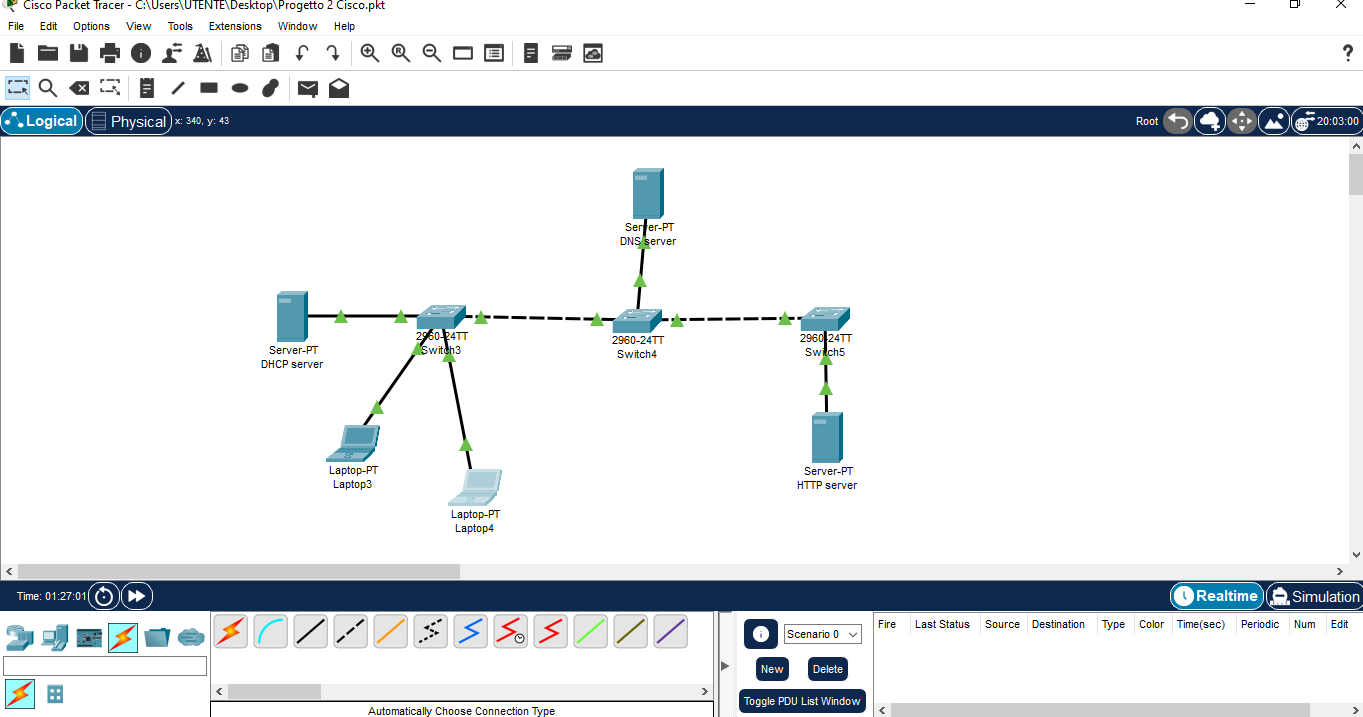 Cisco Packet Tracer - C:\Users\UTENTE\Desktop\Progetto 2 Cisco.pkt
File Edit Options View Tools Extensions Window Help
Logical Physical x: 340, y: 43 Root 20:03:00
Server-PT
DNS server
Server-PT
DHCP server
2960-24TT
Switch3
2960-24TT
Switch4
2960-24TT
Switch5
Laptop-PT
Laptop3
Laptop-PT
Laptop4
Server-PT
HTTP server
Time: 01:27:01 Realtime Simulation
Scenario 0
New Delete
Toggle PDU List Window
Fire Last Status Source Destination Type Color Time(sec) Periodic Num Edit
Automatically Choose Connection Type